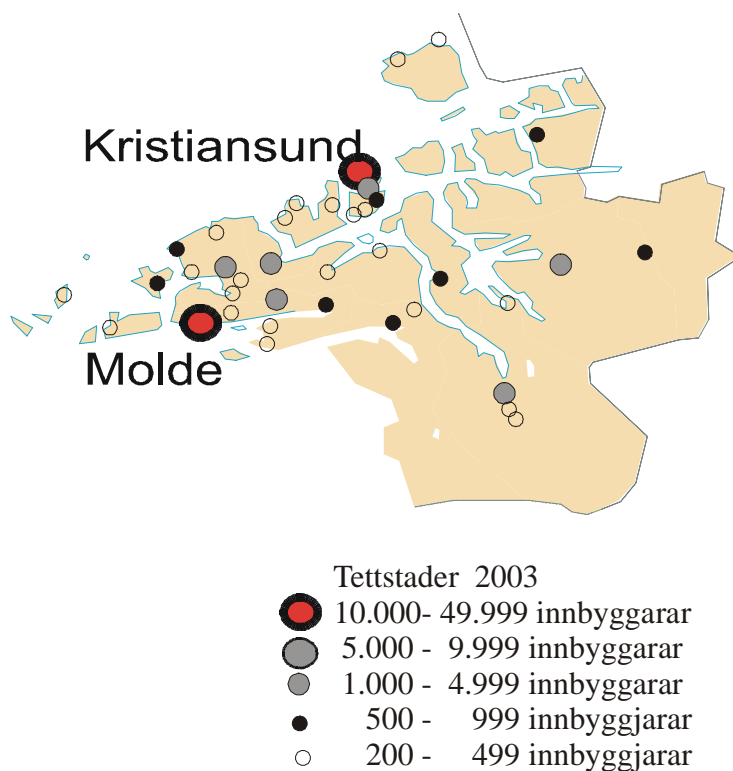 Kristiansund
Molde
Tettstader 2003
10.000- 49.999 innbyggarar
5.000 - 9.999 innbyggarar
1.000 - 4.999 innbyggarar
500 - 999 innbyggjarar
200 - 499 innbyggjarar